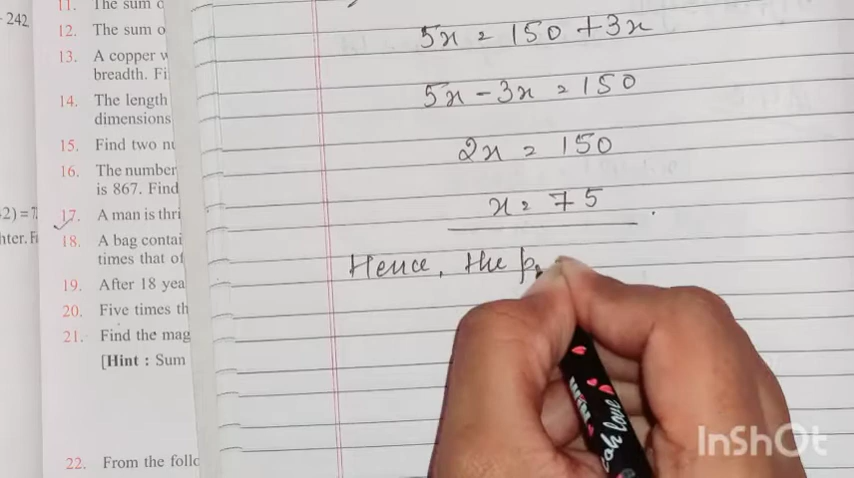 - 242
11. The sum o
12. The sum o
13. A copper w
breadth. Fi
14. The length
dimensions
15. Find two nu
16. The number
is 867. Find
17. A man is thri
18. A bag contai
times that of
19. After 18 yea
20. Five times th
21. Find the mag
[Hint : Sum
22. From the follo
2) = 7
hter. Fi
5x = 150 + 3x
5x - 3x = 150
2x = 150
x = 75
Hence, the p
ooh love
InShOt